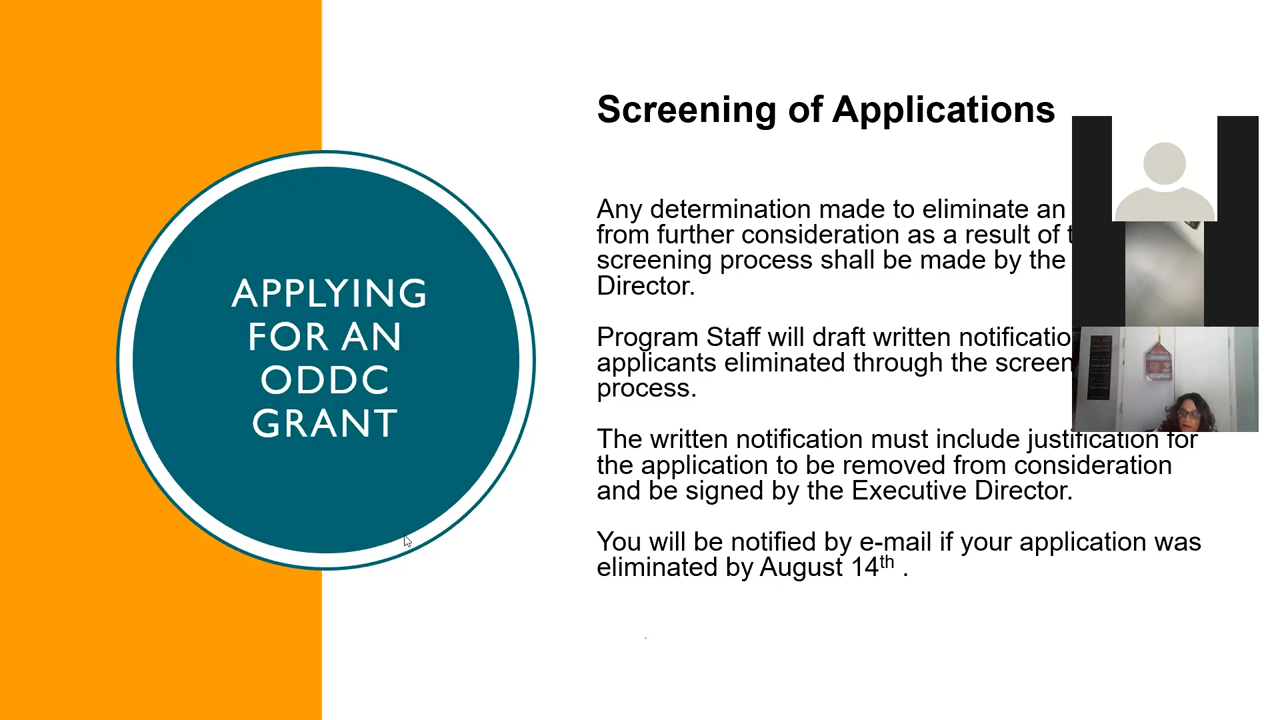 APPLYING
FOR AN
ODDC
GRANT
Screening of Applications
Any determination made to eliminate an
from further consideration as a result of
screening process shall be made by the
Director.
Program Staff will draft written
applicants eliminated through the
process.
The written notification must include justification for
the application to be removed from consideration
and be signed by the Executive Director.
You will be notified by e-mail if your application was
eliminated by August 14th .